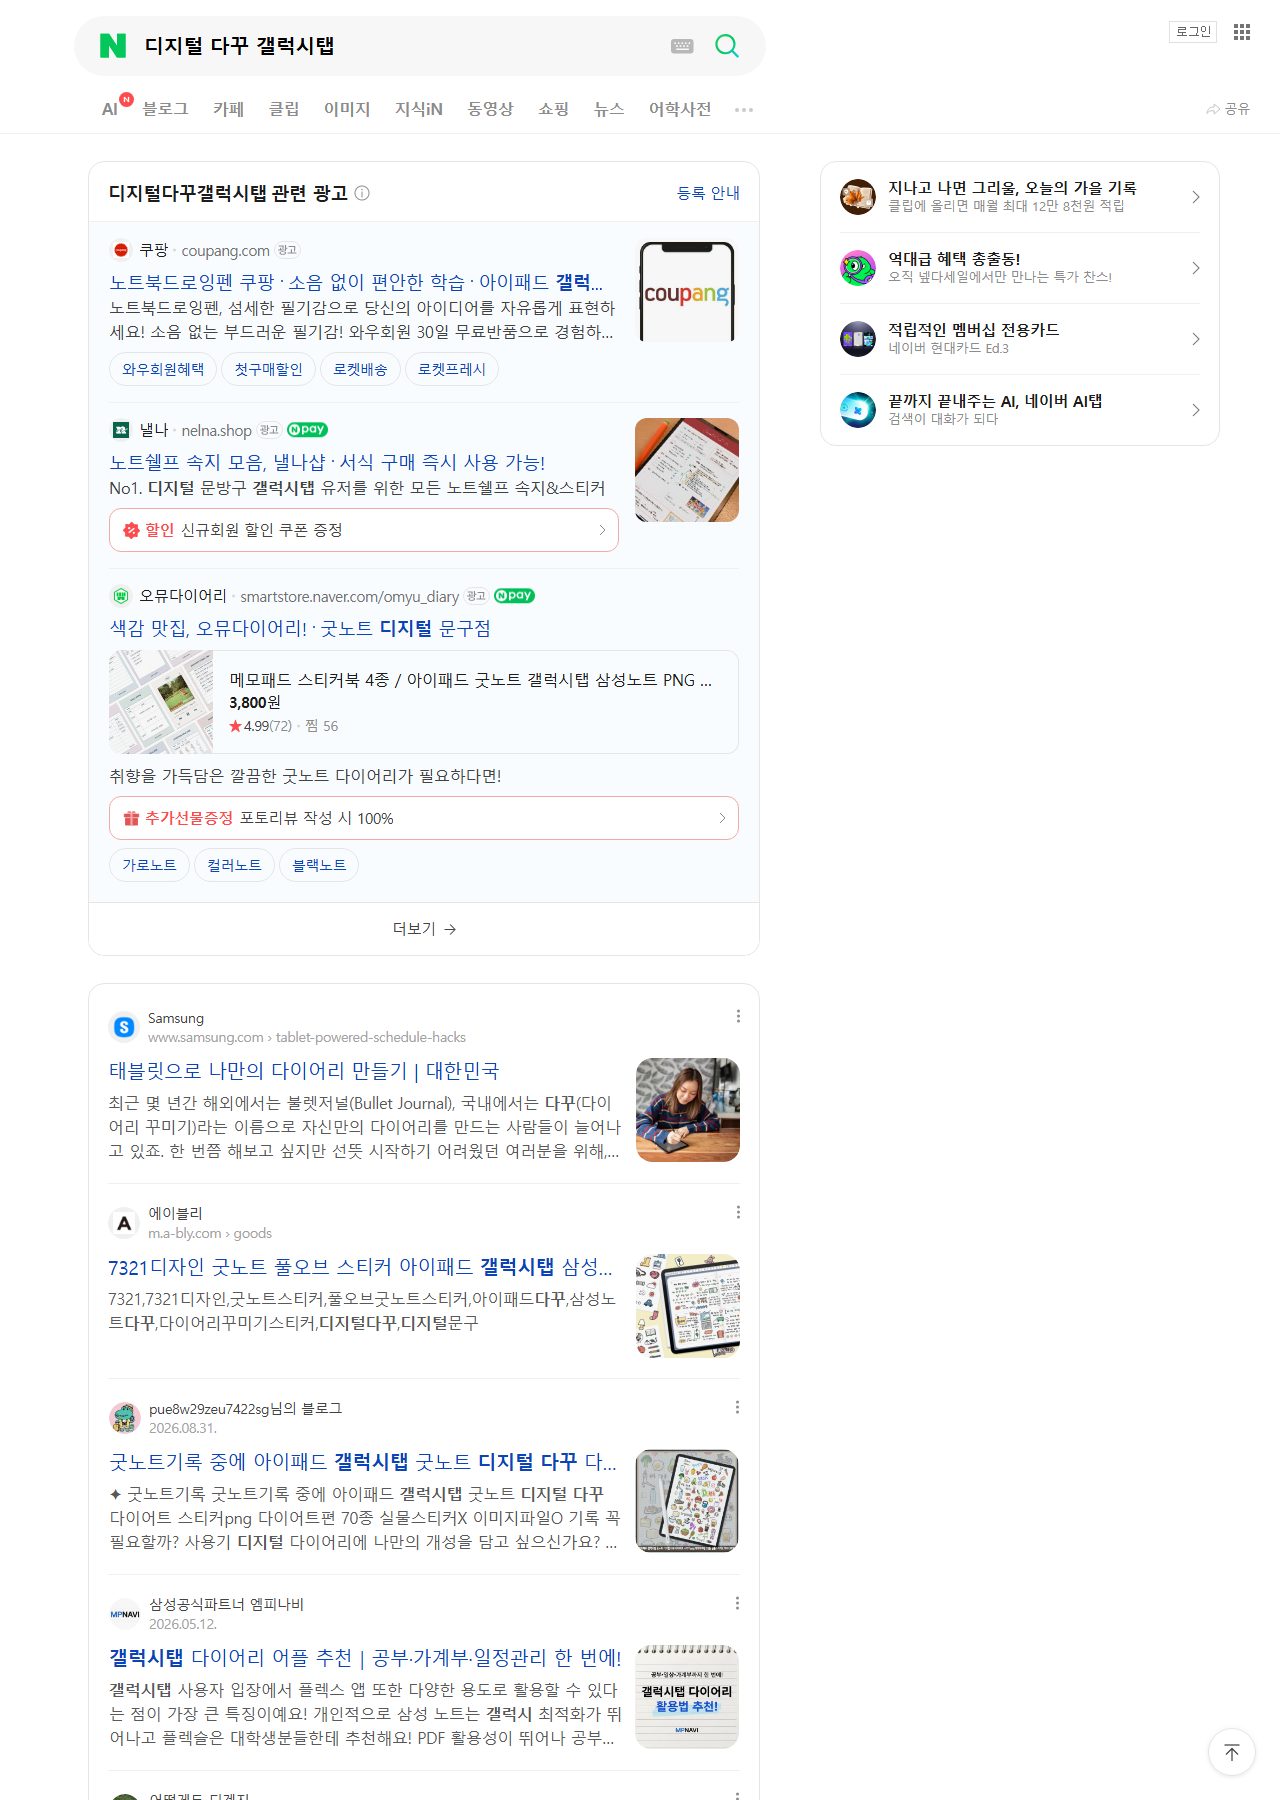 디지털 다꾸 갤럭시탭
로그인
AI
N
블로그
카페
클립
이미지
지식iN
동영상
쇼핑
뉴스
어학사전
공유
디지털다꾸갤럭시탭 관련 광고
등록 안내
쿠팡 · coupang.com 광고
노트북드로잉펜 쿠팡 · 소음 없이 편안한 학습 · 아이패드 갤럭...
노트북드로잉펜, 섬세한 필기감으로 당신의 아이디어를 자유롭게 표현하
세요! 소음 없는 부드러운 필기감! 와우회원 30일 무료반품으로 경험하...
coupang
와우회원혜택
첫구매할인
로켓배송
로켓프레시
낼나 · nelna.shop 광고 N pay
노트쉘프 속지 모음, 낼나샵 · 서식 구매 즉시 사용 가능!
No1. 디지털 문방구 갤럭시탭 유저를 위한 모든 노트쉘프 속지&스티커
할인 신규회원 할인 쿠폰 증정
오뮤다이어리 · smartstore.naver.com/omyu_diary 광고 N pay
색감 맛집, 오뮤다이어리! · 굿노트 디지털 문구점
메모패드 스티커북 4종 / 아이패드 굿노트 갤럭시탭 삼성노트 PNG ...
3,800원
4.99(72) · 찜 56
취향을 가득담은 깔끔한 굿노트 다이어리가 필요하다면!
추가선물증정 포토리뷰 작성 시 100%
가로노트
컬러노트
블랙노트
더보기
지나고 나면 그리울, 오늘의 가을 기록
클립에 올리면 매월 최대 12만 8천원 적립
역대급 혜택 총출동!
오직 넾다세일에서만 만나는 특가 찬스!
적립적인 멤버십 전용카드
네이버 현대카드 Ed.3
끝까지 끝내주는 AI, 네이버 AI탭
검색이 대화가 되다
Samsung
www.samsung.com › tablet-powered-schedule-hacks
태블릿으로 나만의 다이어리 만들기 | 대한민국
최근 몇 년간 해외에서는 불렛저널(Bullet Journal), 국내에서는 다꾸(다이
어리 꾸미기)라는 이름으로 자신만의 다이어리를 만드는 사람들이 늘어나
고 있죠. 한 번쯤 해보고 싶지만 선뜻 시작하기 어려웠던 여러분을 위해,...
에이블리
m.a-bly.com › goods
7321디자인 굿노트 풀오브 스티커 아이패드 갤럭시탭 삼성...
7321,7321디자인,굿노트스티커,풀오브굿노트스티커,아이패드다꾸,삼성노
트다꾸,다이어리꾸미기스티커,디지털다꾸,디지털문구
pue8w29zeu7422sg님의 블로그
2026.08.31.
굿노트기록 중에 아이패드 갤럭시탭 굿노트 디지털 다꾸 다...
✦ 굿노트기록 굿노트기록 중에 아이패드 갤럭시탭 굿노트 디지털 다꾸
다이어트 스티커png 다이어트편 70종 실물스티커X 이미지파일O 기록 꼭
필요할까? 사용기 디지털 다이어리에 나만의 개성을 담고 싶으신가요? ...
MPNAVI
삼성공식파트너 엠피나비
2026.05.12.
갤럭시탭 다이어리 어플 추천 | 공부·가계부·일정관리 한 번에!
갤럭시탭 사용자 입장에서 플렉스 앱 또한 다양한 용도로 활용할 수 있다
는 점이 가장 큰 특징이예요! 개인적으로 삼성 노트는 갤럭시 최적화가 뛰
어나고 플렉슬은 대학생분들한테 추천해요! PDF 활용성이 뛰어나 공부...
공부·일상·가계부까지 한 번에!
갤럭시탭 다이어리
활용법 추천!
MPNAVI